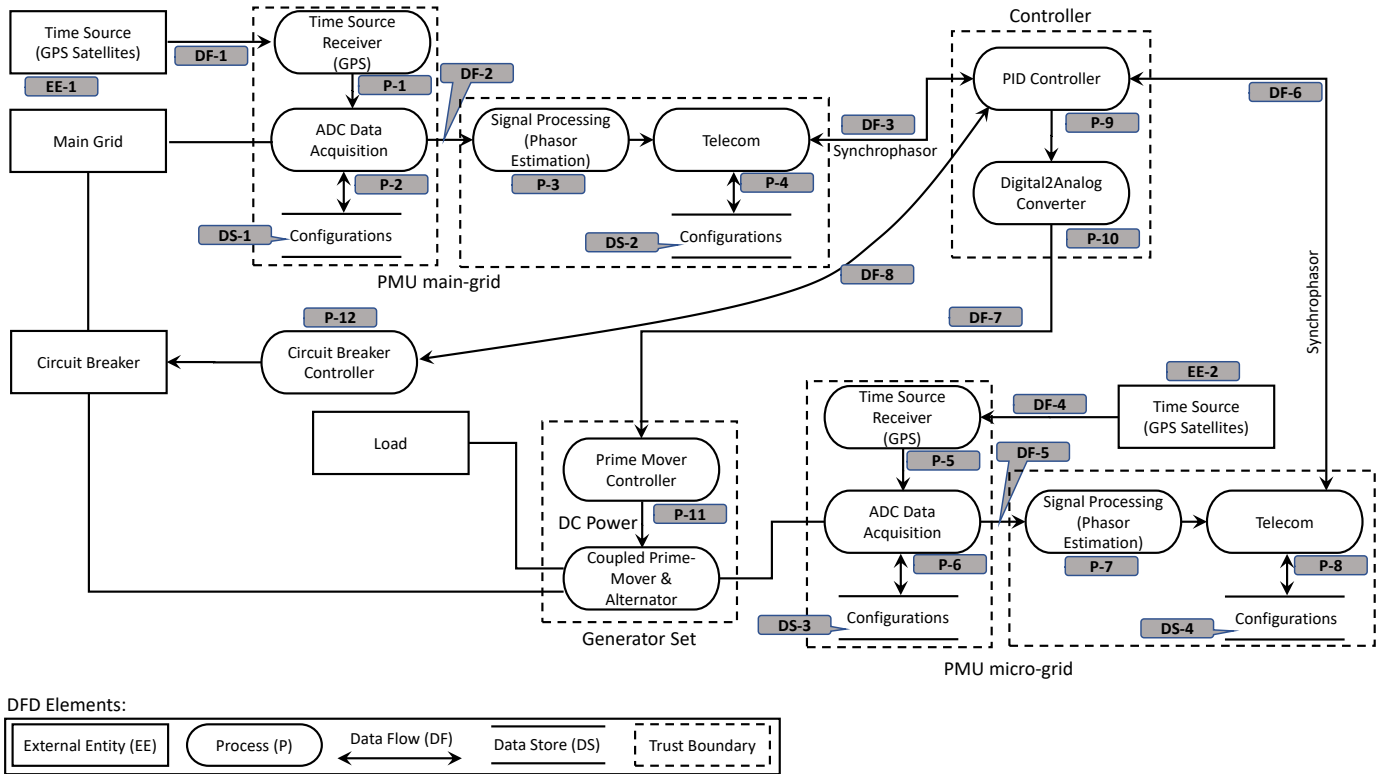 Time Source
(GPS Satellites)
EE-1
DF-1
Time Source
Receiver
(GPS)
P-1
DF-2
Main Grid
ADC Data
Acquisition
P-2
DS-1
Configurations
PMU main-grid
Signal Processing
(Phasor
Estimation)
P-3
Telecom
P-4
DS-2
Configurations
DF-3
Synchrophasor
Controller
PID Controller
P-9
Digital2Analog
Converter
P-10
DF-6
Synchrophasor
DF-8
DF-7
P-12
Circuit Breaker
Circuit Breaker
Controller
Load
Prime Mover
Controller
P-11
DC Power
Coupled Prime-
Mover &
Alternator
Generator Set
Time Source
Receiver
(GPS)
P-5
DF-4
EE-2
Time Source
(GPS Satellites)
DF-5
ADC Data
Acquisition
P-6
DS-3
Configurations
Signal Processing
(Phasor
Estimation)
P-7
Telecom
P-8
DS-4
Configurations
PMU micro-grid
DFD Elements:
External Entity (EE)
Process (P)
Data Flow (DF)
Data Store (DS)
Trust Boundary